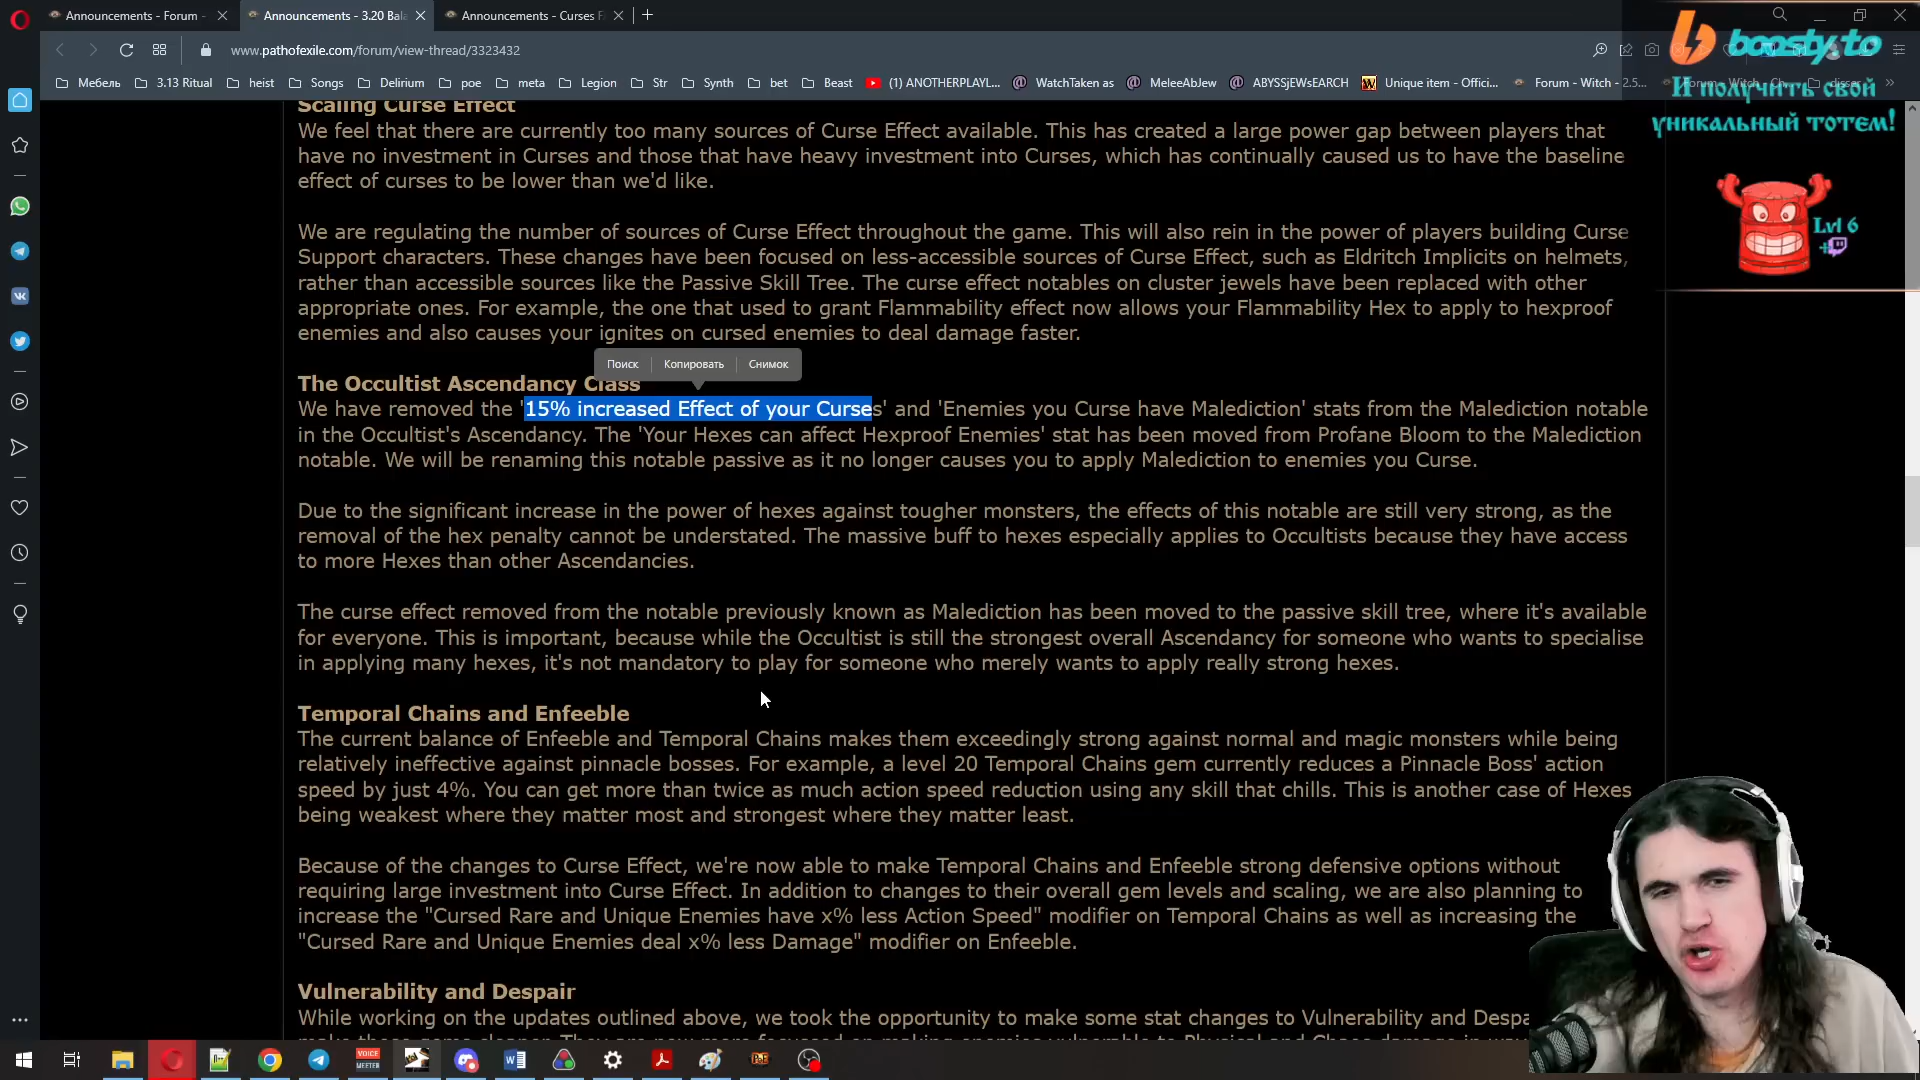 Announcements - Forum -
Announcements - 3.20 Bala
Announcements - Curses F
www.pathofexile.com/forum/view-thread/3323432
boosty.to
Мебель
3.13 Ritual
heist
Songs
Delirium
poe
meta
Legion
Str
Synth
bet
Beast
(1) ANOTHERPLAYL...
WatchTaken as
MeleeAbJew
ABYSSjEWsEARCH
Unique item - Offici...
Forum - Witch - 2.5...
И получить свой
уникальный тотем!
Lvl 6
Scaling Curse Effect
We feel that there are currently too many sources of Curse Effect available. This has created a large power gap between players that
have no investment in Curses and those that have heavy investment into Curses, which has continually caused us to have the baseline
effect of curses to be lower than we'd like.
We are regulating the number of sources of Curse Effect throughout the game. This will also rein in the power of players building Curse
Support characters. These changes have been focused on less-accessible sources of Curse Effect, such as Eldritch Implicits on helmets,
rather than accessible sources like the Passive Skill Tree. The curse effect notables on cluster jewels have been replaced with other
appropriate ones. For example, the one that used to grant Flammability effect now allows your Flammability Hex to apply to hexproof
enemies and also causes your ignites on cursed enemies to deal damage faster.
Поиск
Копировать
Снимок
The Occultist Ascendancy Class
We have removed the '15% increased Effect of your Curses' and 'Enemies you Curse have Malediction' stats from the Malediction notable
in the Occultist's Ascendancy. The 'Your Hexes can affect Hexproof Enemies' stat has been moved from Profane Bloom to the Malediction
notable. We will be renaming this notable passive as it no longer causes you to apply Malediction to enemies you Curse.
Due to the significant increase in the power of hexes against tougher monsters, the effects of this notable are still very strong, as the
removal of the hex penalty cannot be understated. The massive buff to hexes especially applies to Occultists because they have access
to more Hexes than other Ascendancies.
The curse effect removed from the notable previously known as Malediction has been moved to the passive skill tree, where it's available
for everyone. This is important, because while the Occultist is still the strongest overall Ascendancy for someone who wants to specialise
in applying many hexes, it's not mandatory to play for someone who merely wants to apply really strong hexes.
Temporal Chains and Enfeeble
The current balance of Enfeeble and Temporal Chains makes them exceedingly strong against normal and magic monsters while being
relatively ineffective against pinnacle bosses. For example, a level 20 Temporal Chains gem currently reduces a Pinnacle Boss' action
speed by just 4%. You can get more than twice as much action speed reduction using any skill that chills. This is another case of Hexes
being weakest where they matter most and strongest where they matter least.
Because of the changes to Curse Effect, we're now able to make Temporal Chains and Enfeeble strong defensive options without
requiring large investment into Curse Effect. In addition to changes to their overall gem levels and scaling, we are also planning to
increase the "Cursed Rare and Unique Enemies have x% less Action Speed" modifier on Temporal Chains as well as increasing the
"Cursed Rare and Unique Enemies deal x% less Damage" modifier on Enfeeble.
Vulnerability and Despair
While working on the updates outlined above, we took the opportunity to make some stat changes to Vulnerability and Despa
VOICE
MEETER